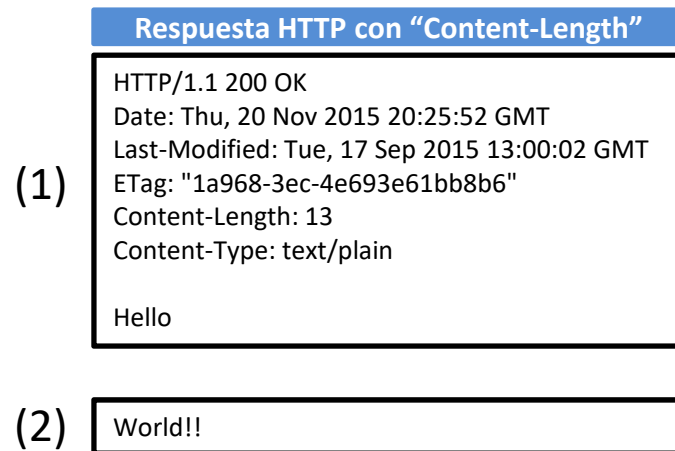 Respuesta HTTP con “Content-Length”
(1)
HTTP/1.1 200 OK
Date: Thu, 20 Nov 2015 20:25:52 GMT
Last-Modified: Tue, 17 Sep 2015 13:00:02 GMT
ETag: "1a968-3ec-4e693e61bb8b6"
Content-Length: 13
Content-Type: text/plain
Hello
(2)
World!!